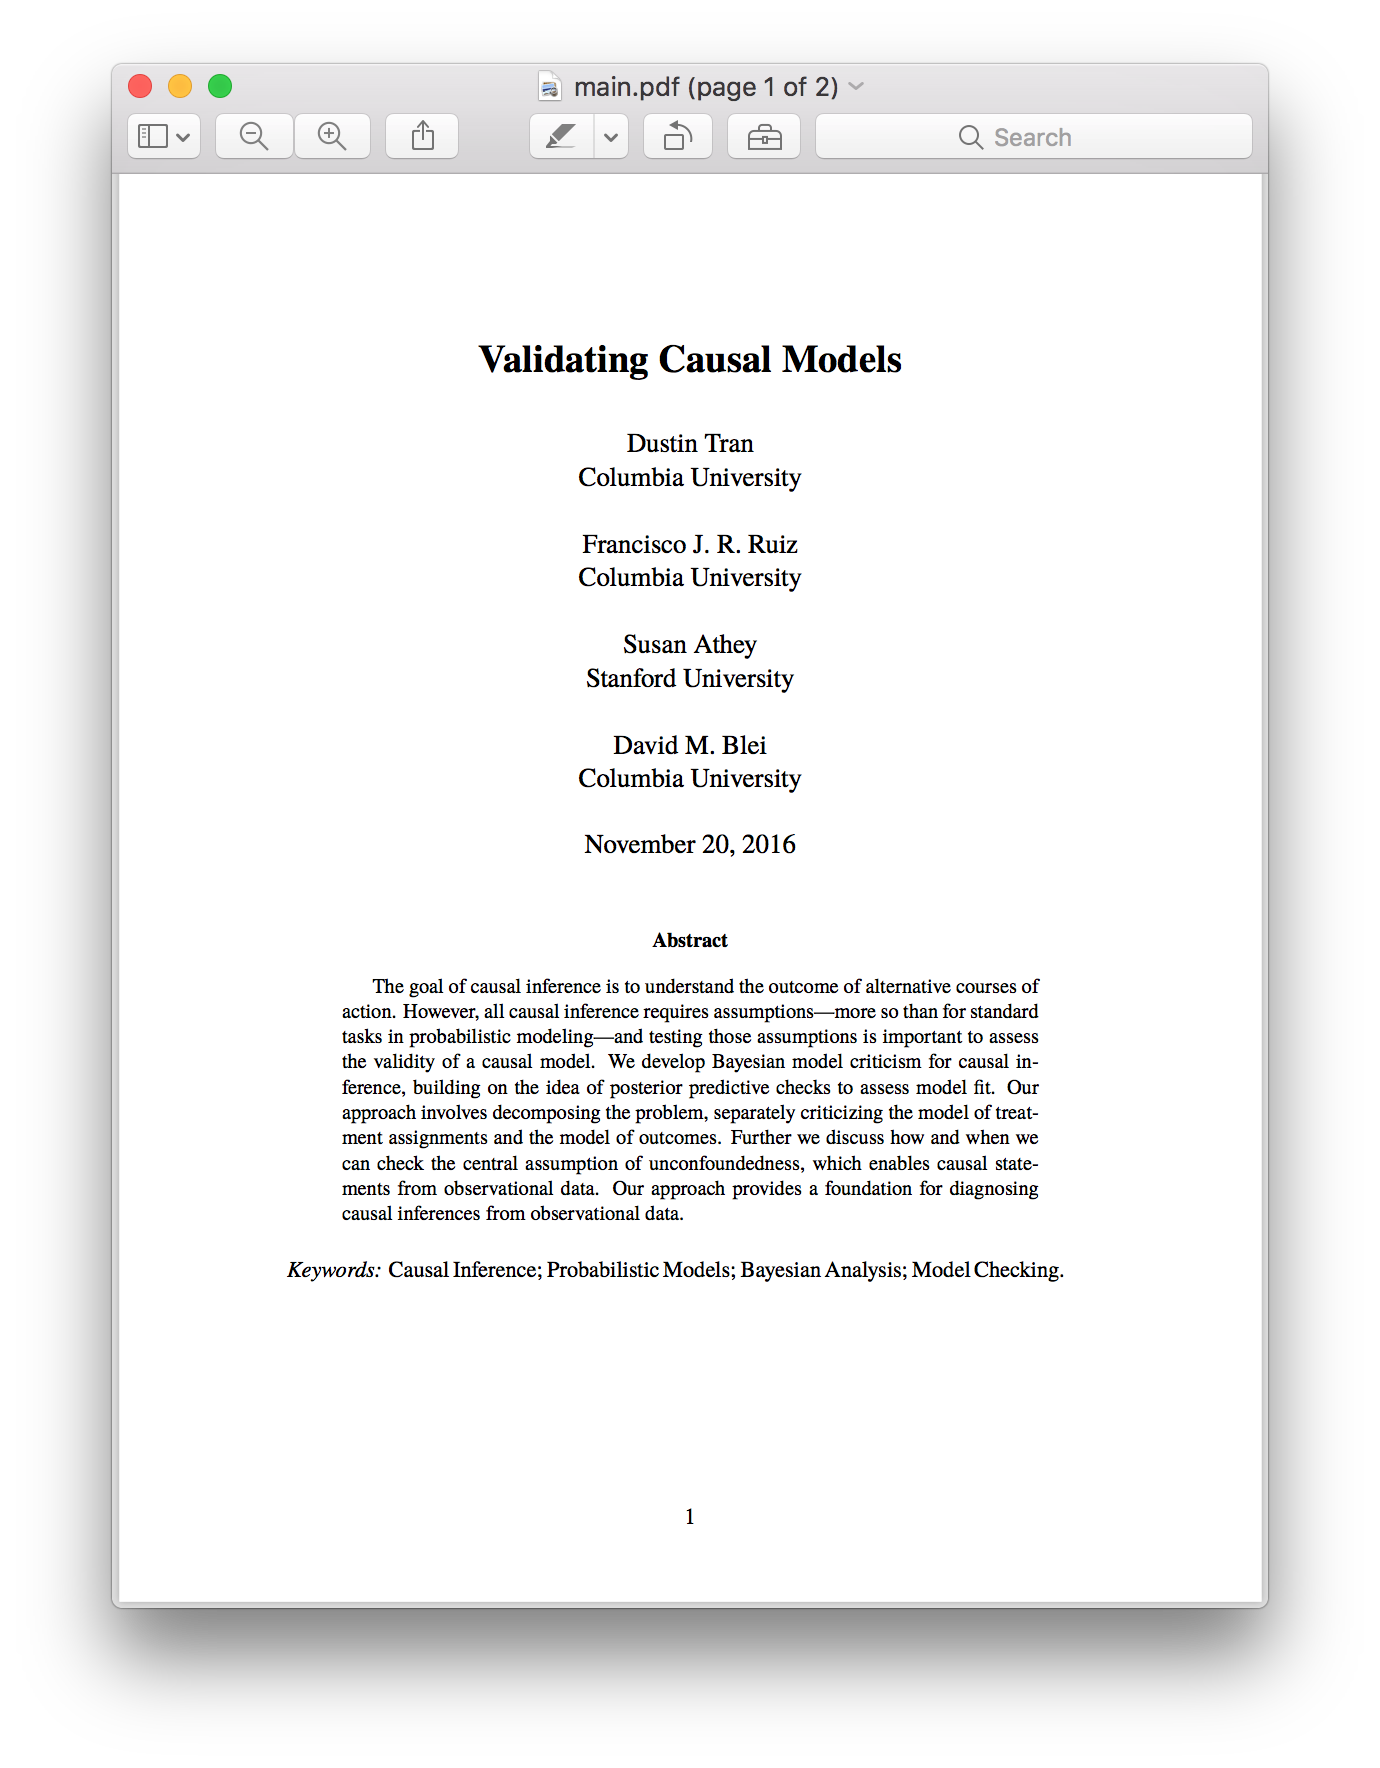 main.pdf (page 1 of 2)
Search
Validating Causal Models
Dustin Tran
Columbia University
Francisco J. R. Ruiz
Columbia University
Susan Athey
Stanford University
David M. Blei
Columbia University
November 20, 2016
Abstract
The goal of causal inference is to understand the outcome of alternative courses of
action. However, all causal inference requires assumptions—more so than for standard
tasks in probabilistic modeling—and testing those assumptions is important to assess
the validity of a causal model. We develop Bayesian model criticism for causal in-
ference, building on the idea of posterior predictive checks to assess model fit. Our
approach involves decomposing the problem, separately criticizing the model of treat-
ment assignments and the model of outcomes. Further we discuss how and when we
can check the central assumption of unconfoundedness, which enables causal state-
ments from observational data. Our approach provides a foundation for diagnosing
causal inferences from observational data.
Keywords: Causal Inference; Probabilistic Models; Bayesian Analysis; Model Checking.
1